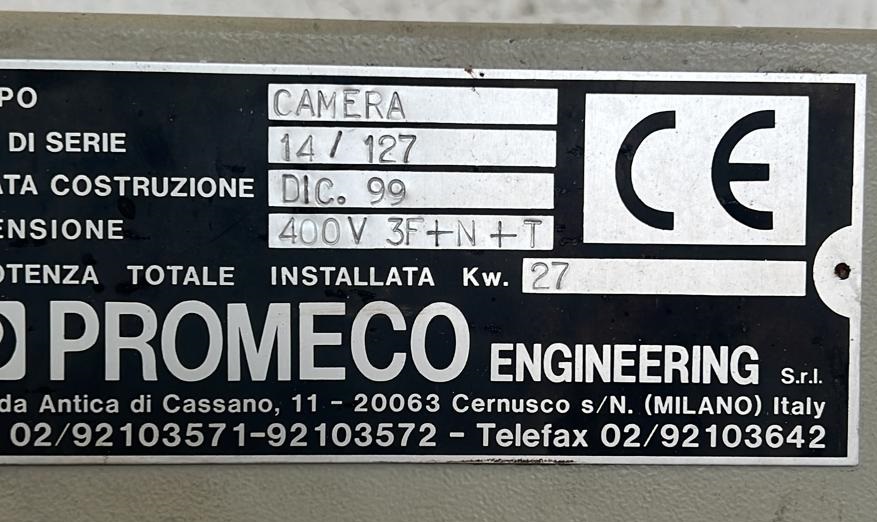 PO CAMERA
DI SERIE 14 / 127
ATA COSTRUZIONE DIC. 99
ENSIONE 400V 3F+N+T
OTENZA TOTALE INSTALLATA Kw. 27
CE
PROMECO ENGINEERING S.r.l.
da Antica di Cassano, 11 - 20063 Cernusco s/N. (MILANO) Italy
02/92103571-92103572 - Telefax 02/92103642